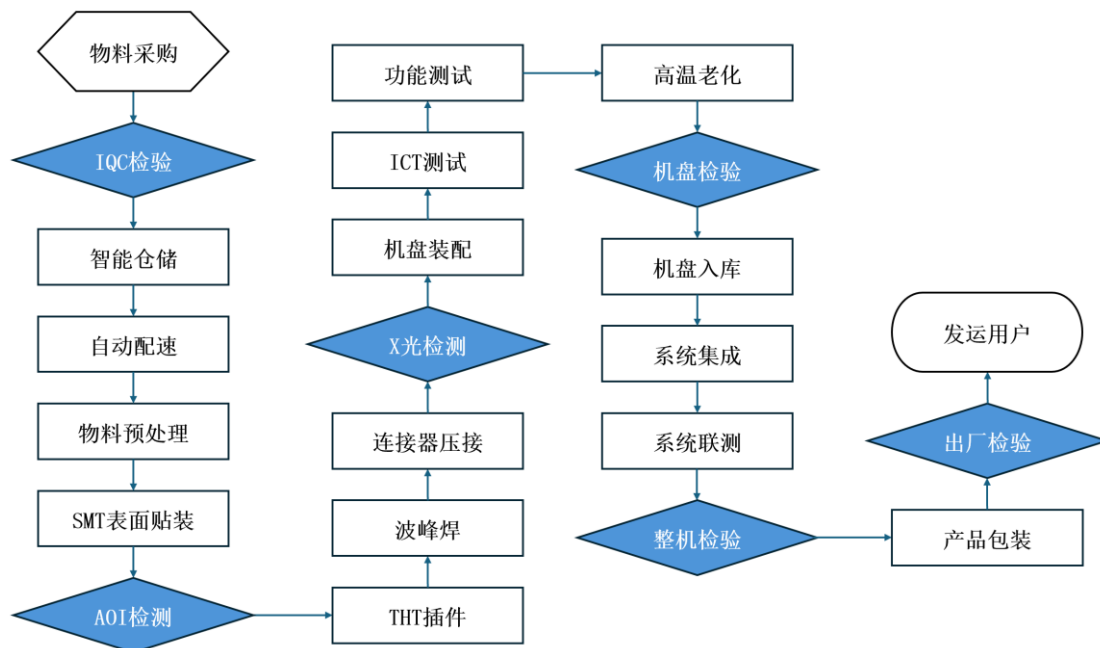 物料采购
IQC检验
智能仓储
自动配速
物料预处理
SMT表面贴装
AOI检测
THT插件
波峰焊
连接器压接
X光检测
机盘装配
ICT测试
功能测试
高温老化
机盘检验
机盘入库
系统集成
系统联测
整机检验
产品包装
出厂检验
发运用户